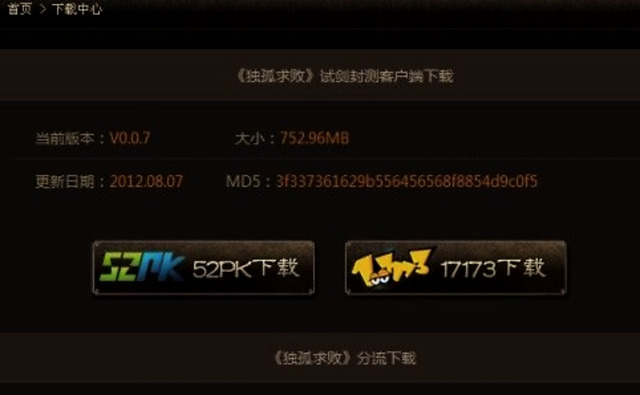 首页 > 下载中心
《独孤求败》试剑封测客户端下载
当前版本：V0.0.7 大小：752.96MB
更新日期：2012.08.07 MD5：3f337361629b556456568f8854d9c0f5
52PK 52PK下载 17173 17173下载
《独孤求败》分流下载